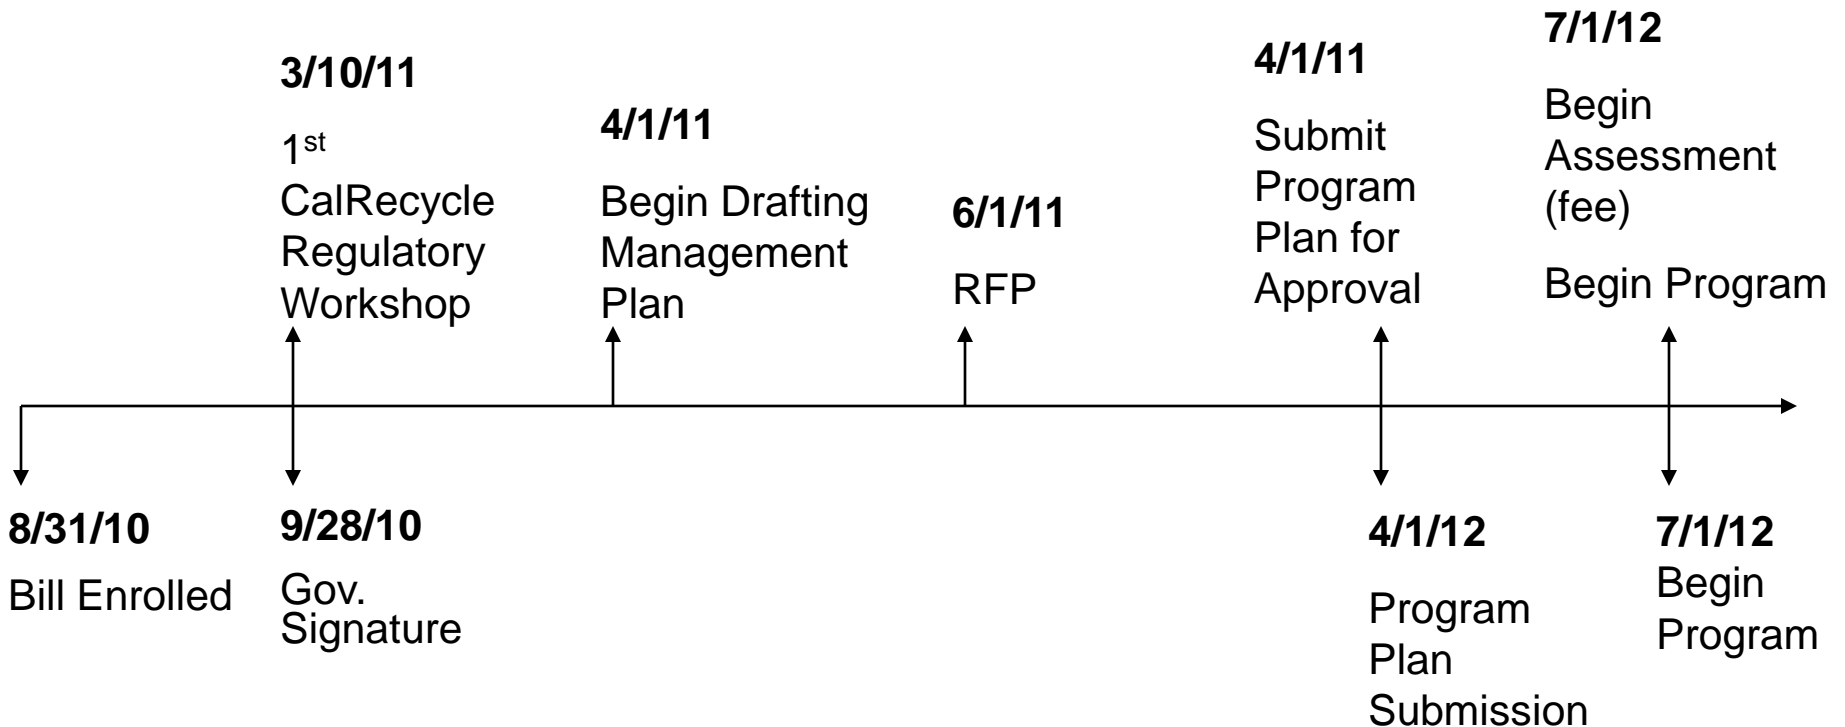 3/10/11
1st
CalRecycle
Regulatory
Workshop
4/1/11
Begin Drafting
Management
Plan
6/1/11
RFP
4/1/11
Submit
Program
Plan for
Approval
7/1/12
Begin
Assessment
(fee)
Begin Program
8/31/10
Bill Enrolled
9/28/10
Gov.
Signature
4/1/12
Program
Plan
Submission
7/1/12
Begin
Program